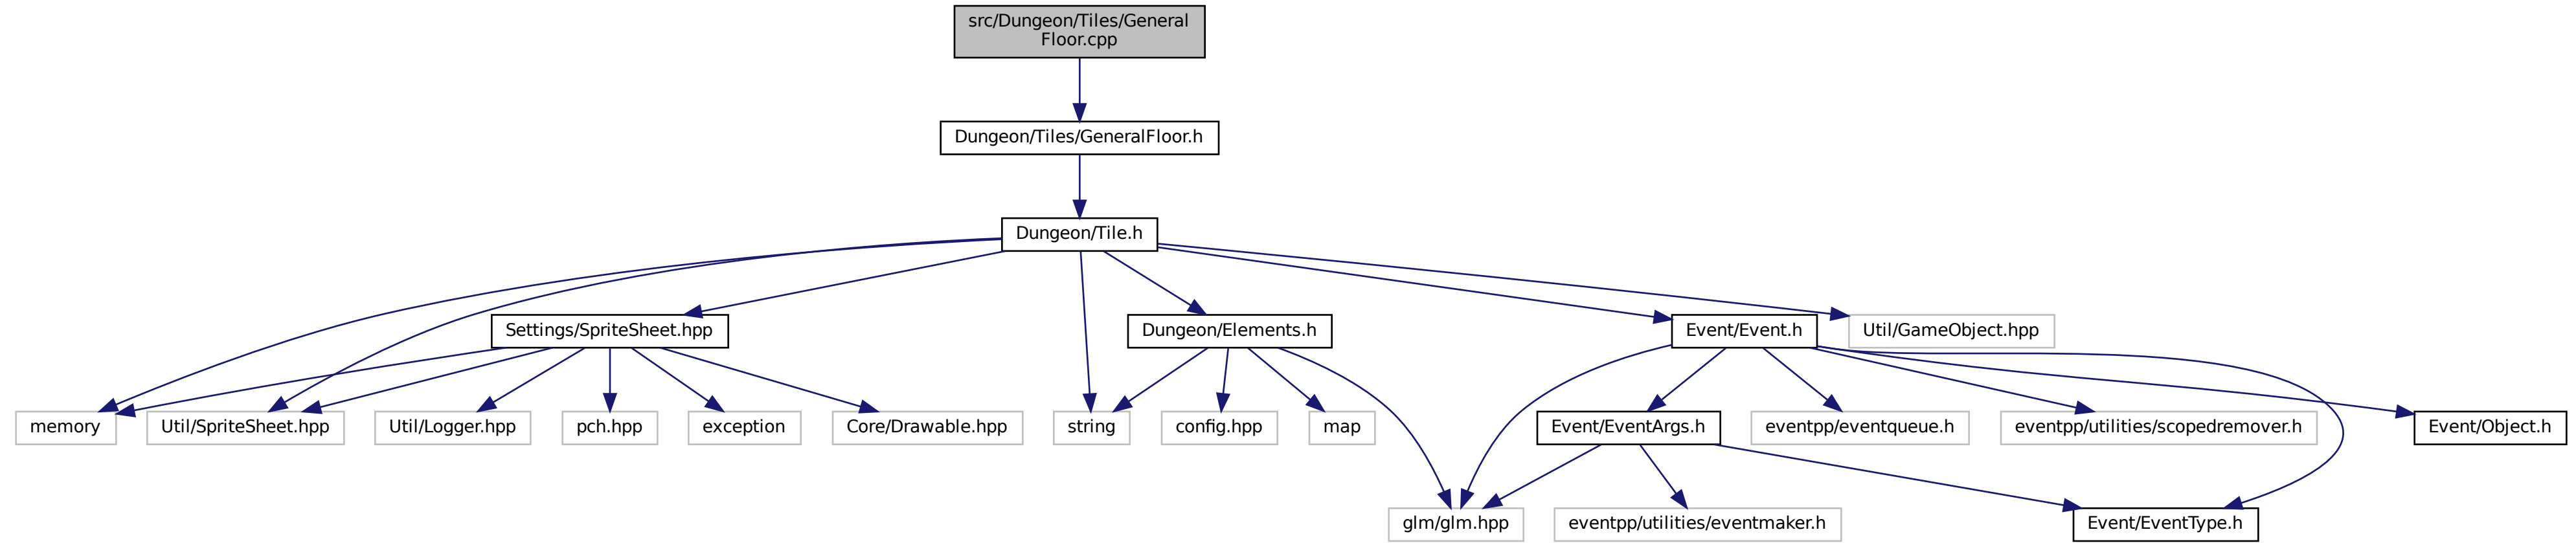 src/Dungeon/Tiles/General
Floor.cpp
Dungeon/Tiles/GeneralFloor.h
Dungeon/Tile.h
Settings/SpriteSheet.hpp
Dungeon/Elements.h
Event/Event.h
Util/GameObject.hpp
memory
Util/SpriteSheet.hpp
Util/Logger.hpp
pch.hpp
exception
Core/Drawable.hpp
string
config.hpp
map
Event/EventArgs.h
eventpp/eventqueue.h
eventpp/utilities/scopedremover.h
Event/Object.h
glm/glm.hpp
eventpp/utilities/eventmaker.h
Event/EventType.h